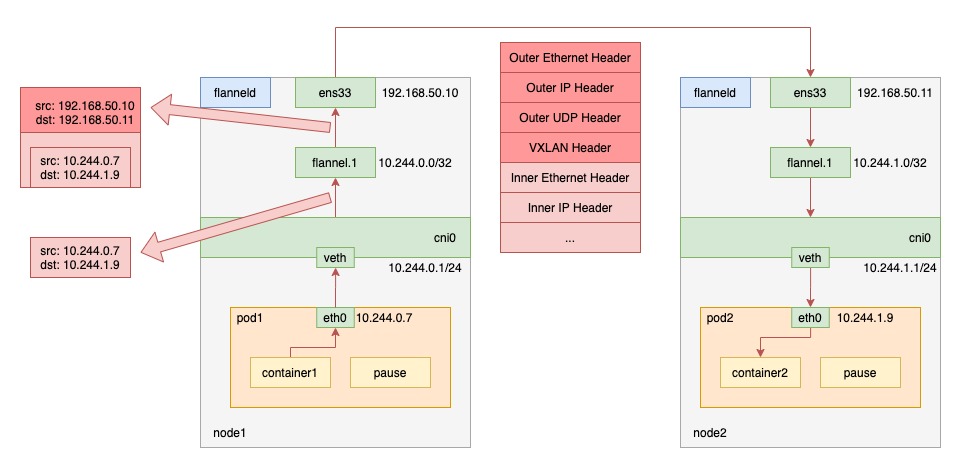 Outer Ethernet Header
Outer IP Header
Outer UDP Header
VXLAN Header
Inner Ethernet Header
Inner IP Header
...
src: 192.168.50.10
dst: 192.168.50.11
src: 10.244.0.7
dst: 10.244.1.9
src: 10.244.0.7
dst: 10.244.1.9
flanneld
ens33
192.168.50.10
flannel.1
10.244.0.0/32
cni0
veth
10.244.0.1/24
pod1
eth0
10.244.0.7
container1
pause
node1
flanneld
ens33
192.168.50.11
flannel.1
10.244.1.0/32
cni0
veth
10.244.1.1/24
pod2
eth0
10.244.1.9
container2
pause
node2